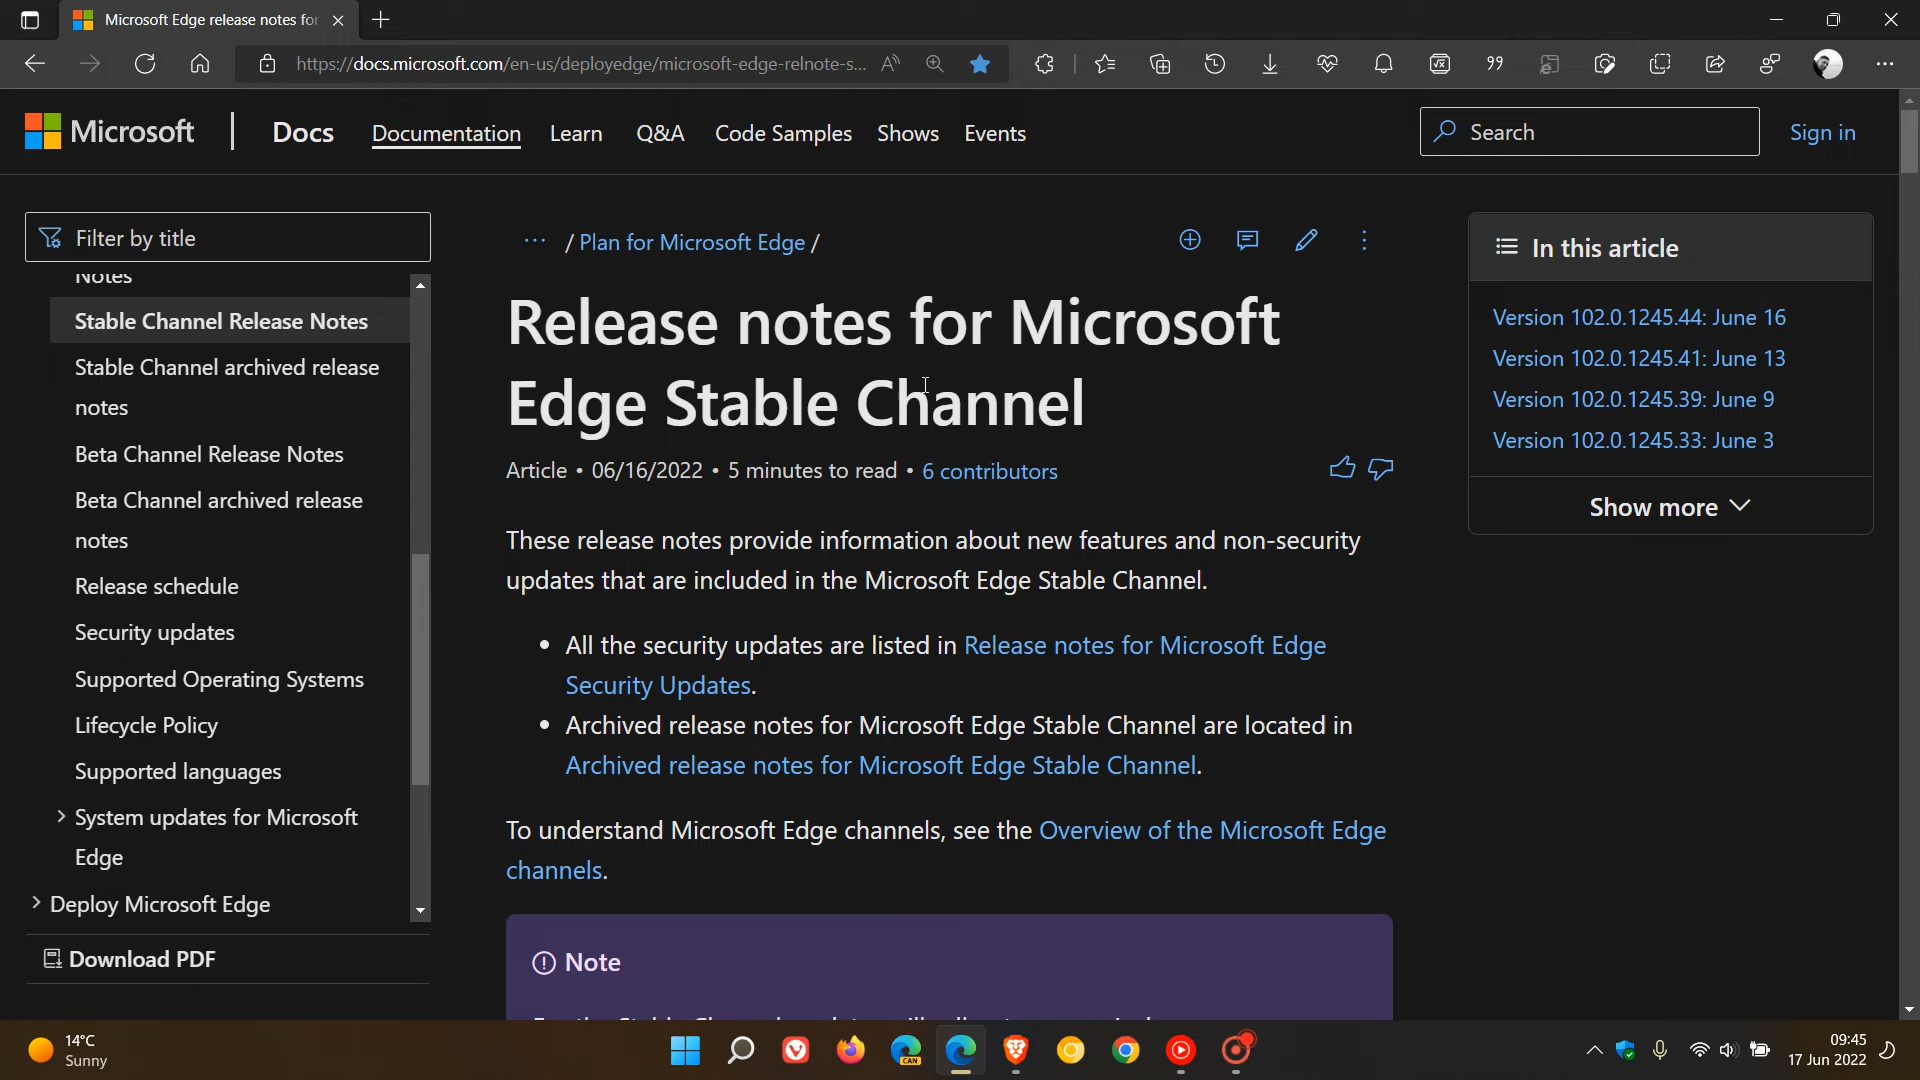 Microsoft Edge release notes for
https://docs.microsoft.com/en-us/deployedge/microsoft-edge-relnote-s...
Microsoft
Docs
Documentation
Learn
Q&A
Code Samples
Shows
Events
Search
Sign in
Filter by title
Notes
Stable Channel Release Notes
Stable Channel archived release
notes
Beta Channel Release Notes
Beta Channel archived release
notes
Release schedule
Security updates
Supported Operating Systems
Lifecycle Policy
Supported languages
System updates for Microsoft
Edge
Deploy Microsoft Edge
Download PDF
··· / Plan for Microsoft Edge /
Release notes for Microsoft
Edge Stable Channel
Article • 06/16/2022 • 5 minutes to read • 6 contributors
These release notes provide information about new features and non-security
updates that are included in the Microsoft Edge Stable Channel.
• All the security updates are listed in Release notes for Microsoft Edge
Security Updates.
• Archived release notes for Microsoft Edge Stable Channel are located in
Archived release notes for Microsoft Edge Stable Channel.
To understand Microsoft Edge channels, see the Overview of the Microsoft Edge
channels.
Note
In this article
Version 102.0.1245.44: June 16
Version 102.0.1245.41: June 13
Version 102.0.1245.39: June 9
Version 102.0.1245.33: June 3
Show more
14°C
Sunny
CAN
09:45
17 Jun 2022